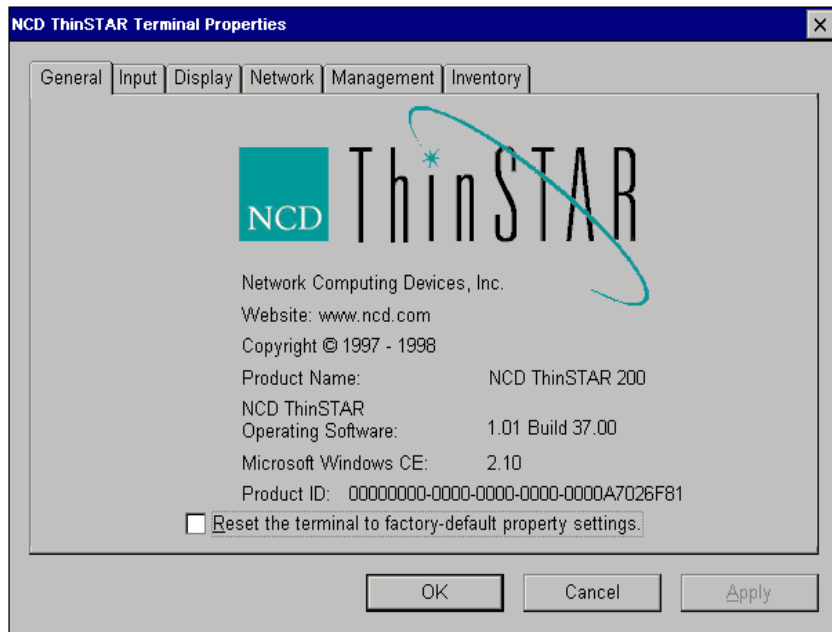 NCD ThinSTAR Terminal Properties
General Input Display Network Management Inventory
NCD ThinSTAR
Network Computing Devices, Inc.
Website: www.ncd.com
Copyright © 1997 - 1998
Product Name: NCD ThinSTAR 200
NCD ThinSTAR
Operating Software: 1.01 Build 37.00
Microsoft Windows CE: 2.10
Product ID: 00000000-0000-0000-0000-0000A7026F81
Reset the terminal to factory-default property settings.
OK Cancel Apply